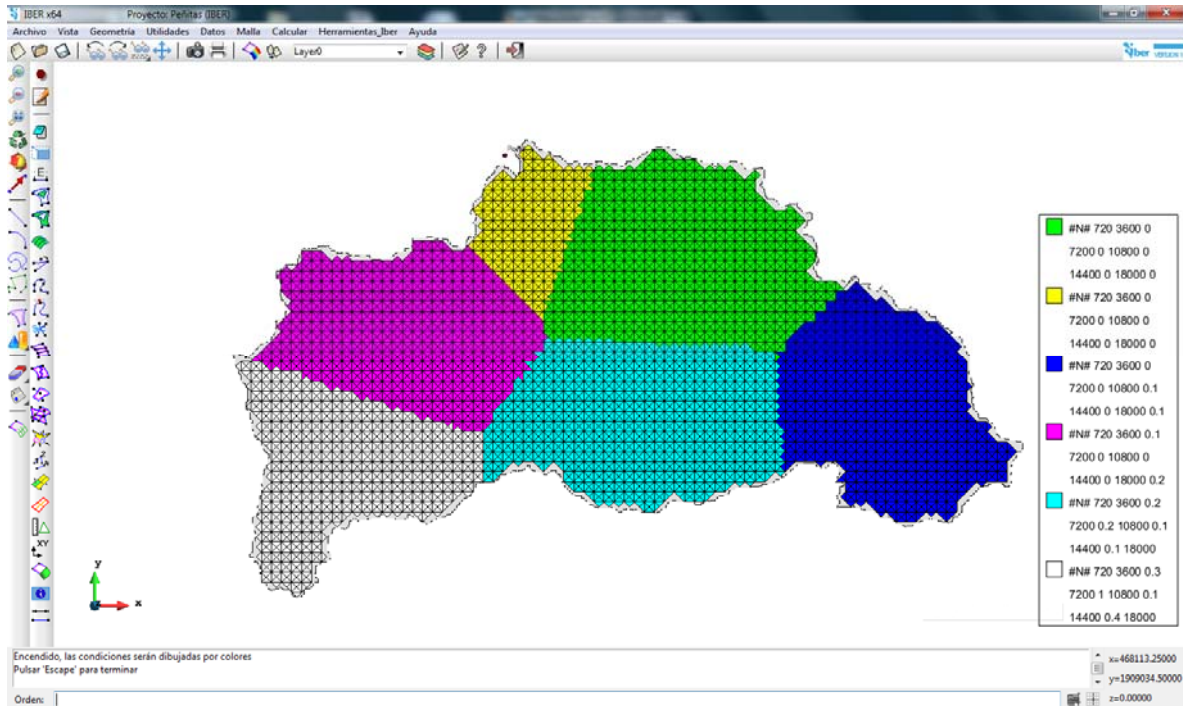 IBER x64 Proyecto: Peñitas (IBER)
Archivo Vista Geometría Utilidades Datos Malla Calcular Herramientas_Iber Ayuda
Layer0
Iber
#N# 720 3600 0
7200 0 10800 0
14400 0 18000 0
#N# 720 3600 0
7200 0 10800 0
14400 0 18000 0
#N# 720 3600 0
7200 0 10800 0.1
14400 0 18000 0.1
#N# 720 3600 0.1
7200 0 10800 0
14400 0 18000 0.2
#N# 720 3600 0.2
7200 0.2 10800 0.1
14400 0.1 18000
#N# 720 3600 0.3
7200 1 10800 0.1
14400 0.4 18000
y
x
Encendido, las condiciones serán dibujadas por colores
Pulsar 'Escape' para terminar
Orden:
x=468113.25000
y=1909034.50000
z=0.00000